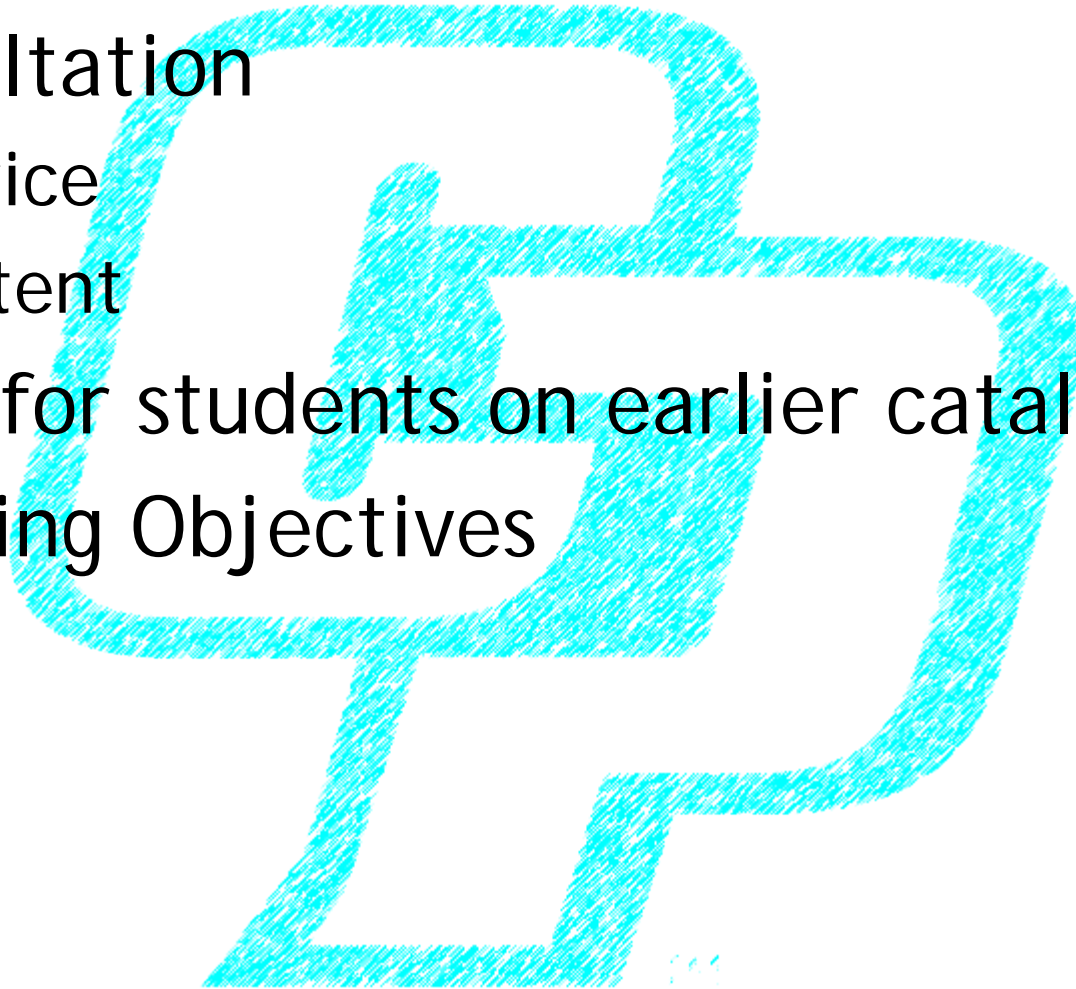 ltation
ice
tent
for students on earlier catal
ing Objectives